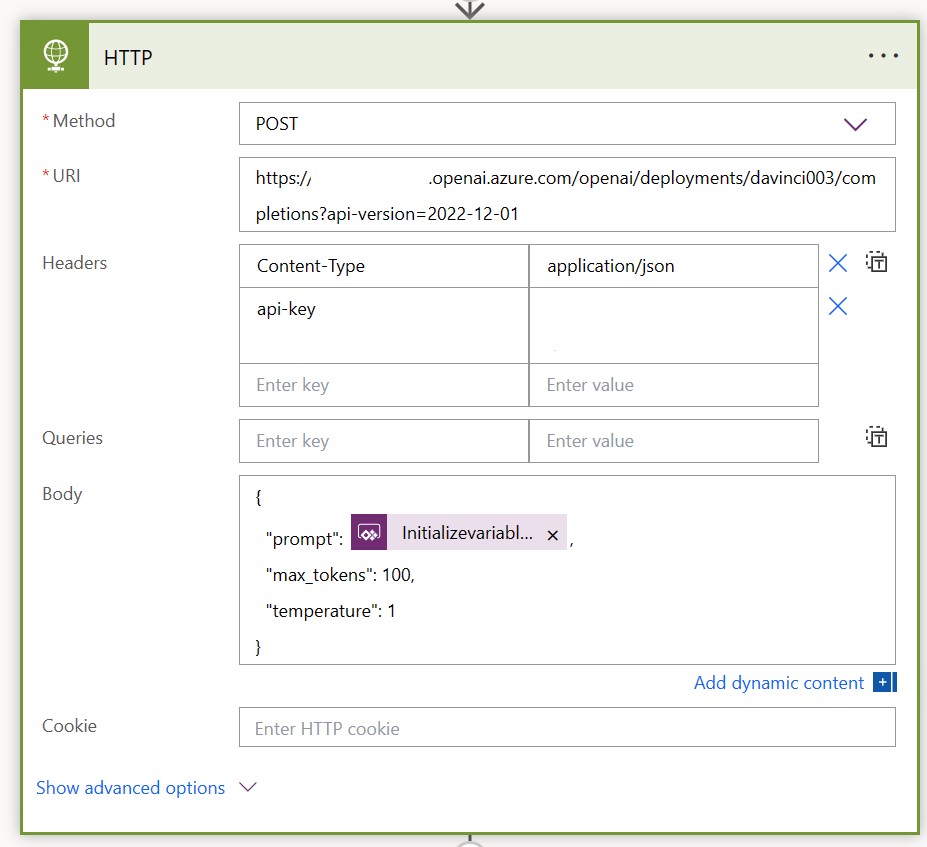 HTTP
* Method
POST
* URI
https:// .openai.azure.com/openai/deployments/davinci003/com
pletions?api-version=2022-12-01
Headers
Content-Type application/json
api-key
Enter key Enter value
Queries
Enter key Enter value
Body
{
"prompt": Initializevariabl... × ,
"max_tokens": 100,
"temperature": 1
}
Add dynamic content
Cookie
Enter HTTP cookie
Show advanced options